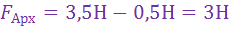 F_Арх = 3,5Н − 0,5Н = 3Н